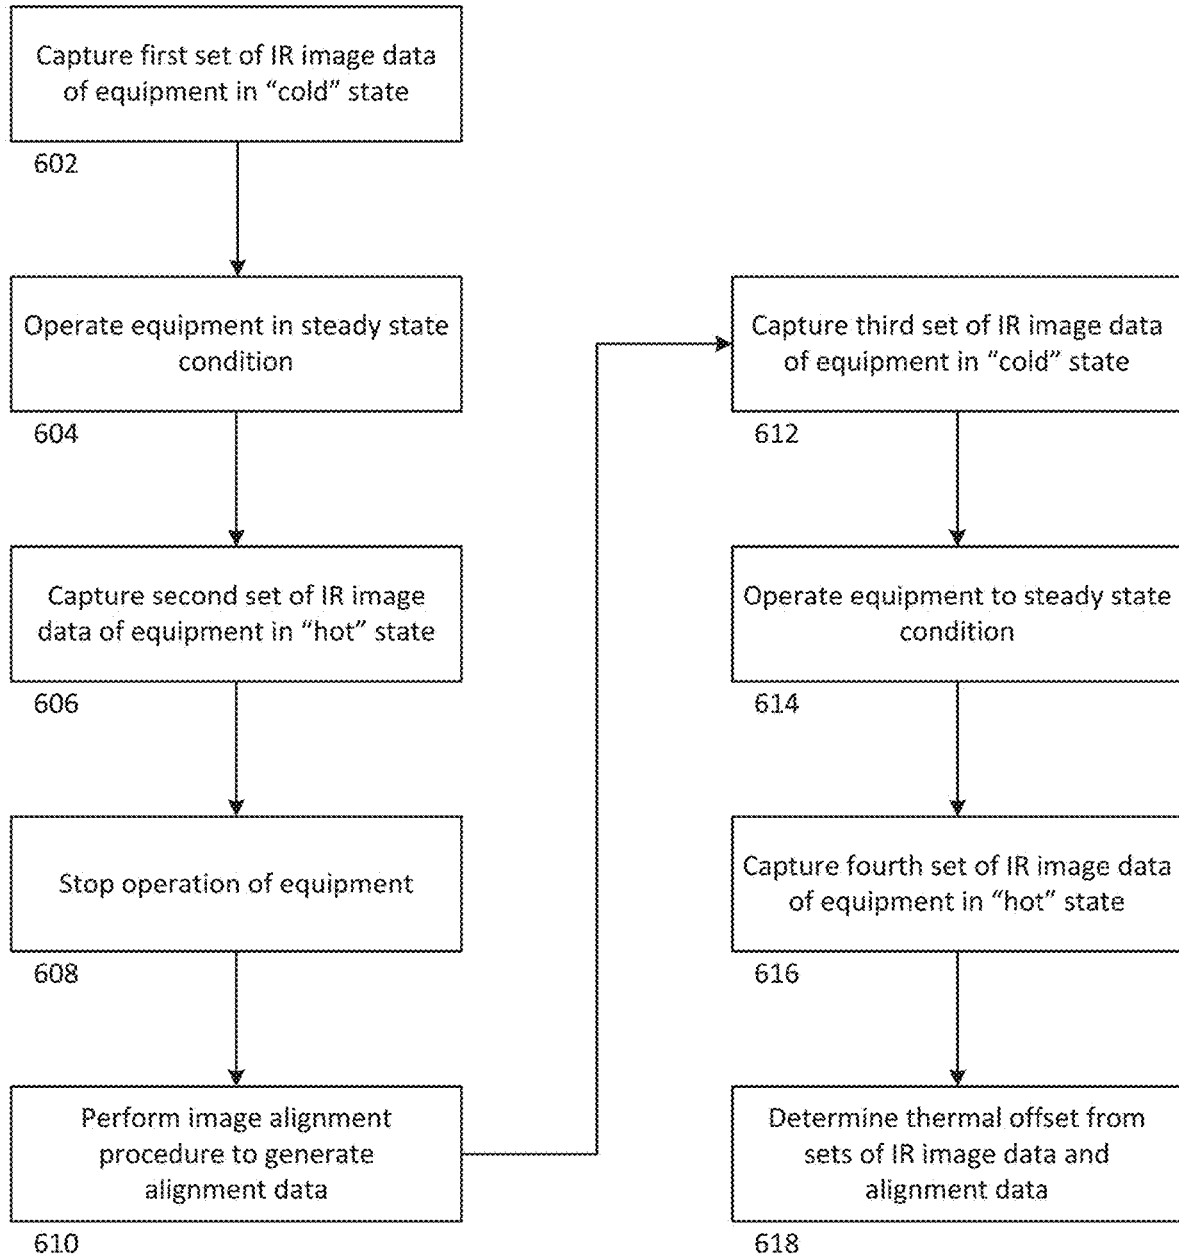 Capture first set of IR image data
of equipment in “cold” state
602
Operate equipment in steady state
condition
604
Capture second set of IR image
data of equipment in “hot” state
606
Stop operation of equipment
608
Perform image alignment
procedure to generate
alignment data
610
Capture third set of IR image data
of equipment in “cold” state
612
Operate equipment to steady state
condition
614
Capture fourth set of IR image data
of equipment in “hot” state
616
Determine thermal offset from
sets of IR image data and
alignment data
618